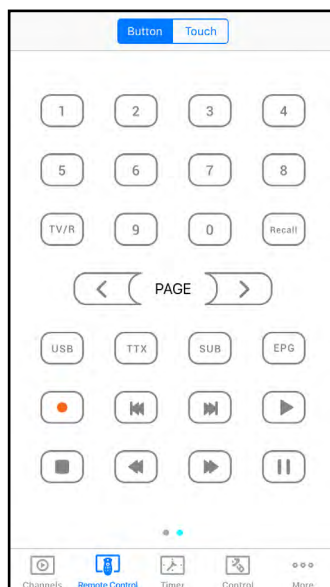 Button Touch
1 2 3 4
5 6 7 8
TV/R 9 0 Recall
PAGE
USB TTX SUB EPG
Channels Remote Control Timer Control More